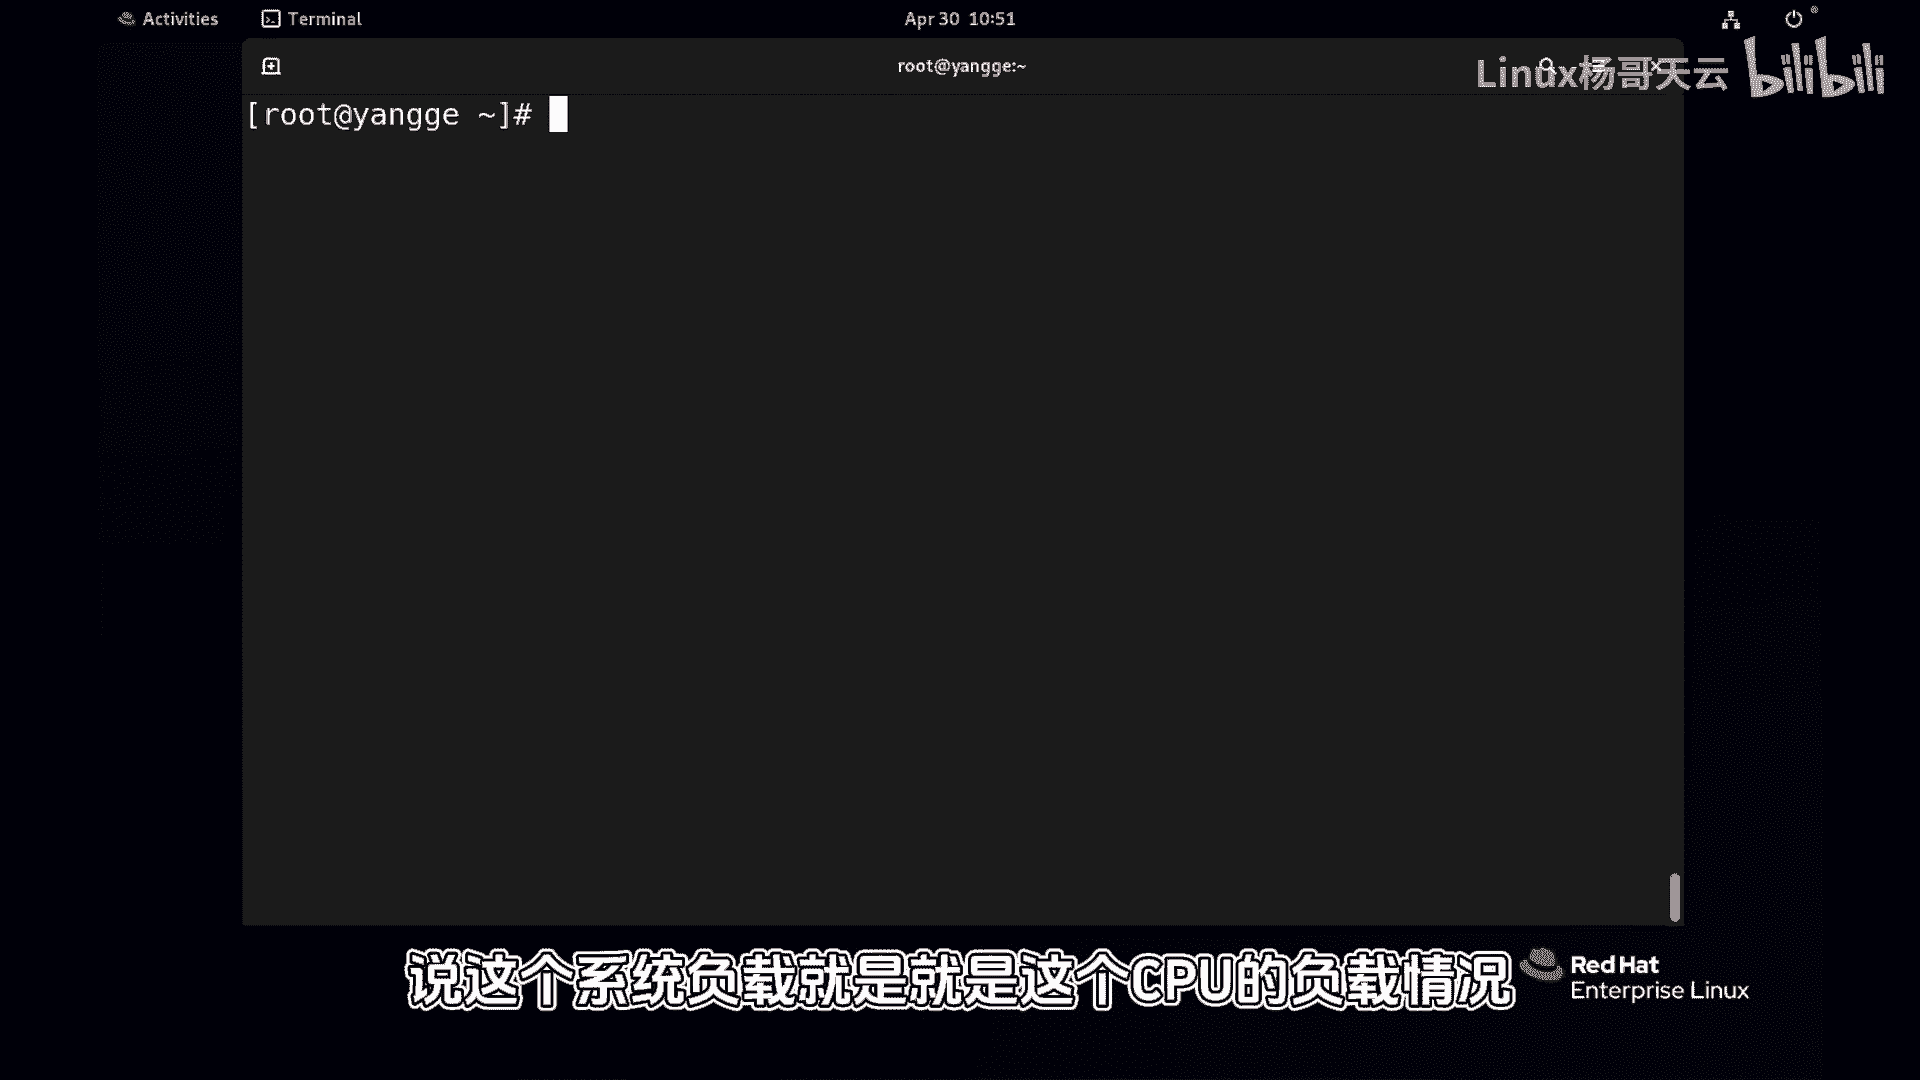 Activities
Terminal
Apr 30 10:51
root@yangge:~
Linux杨哥天云 bilibili
[root@yangge ~]#
说这个系统负载就是就是这个CPU的负载情况
Red Hat
Enterprise Linux